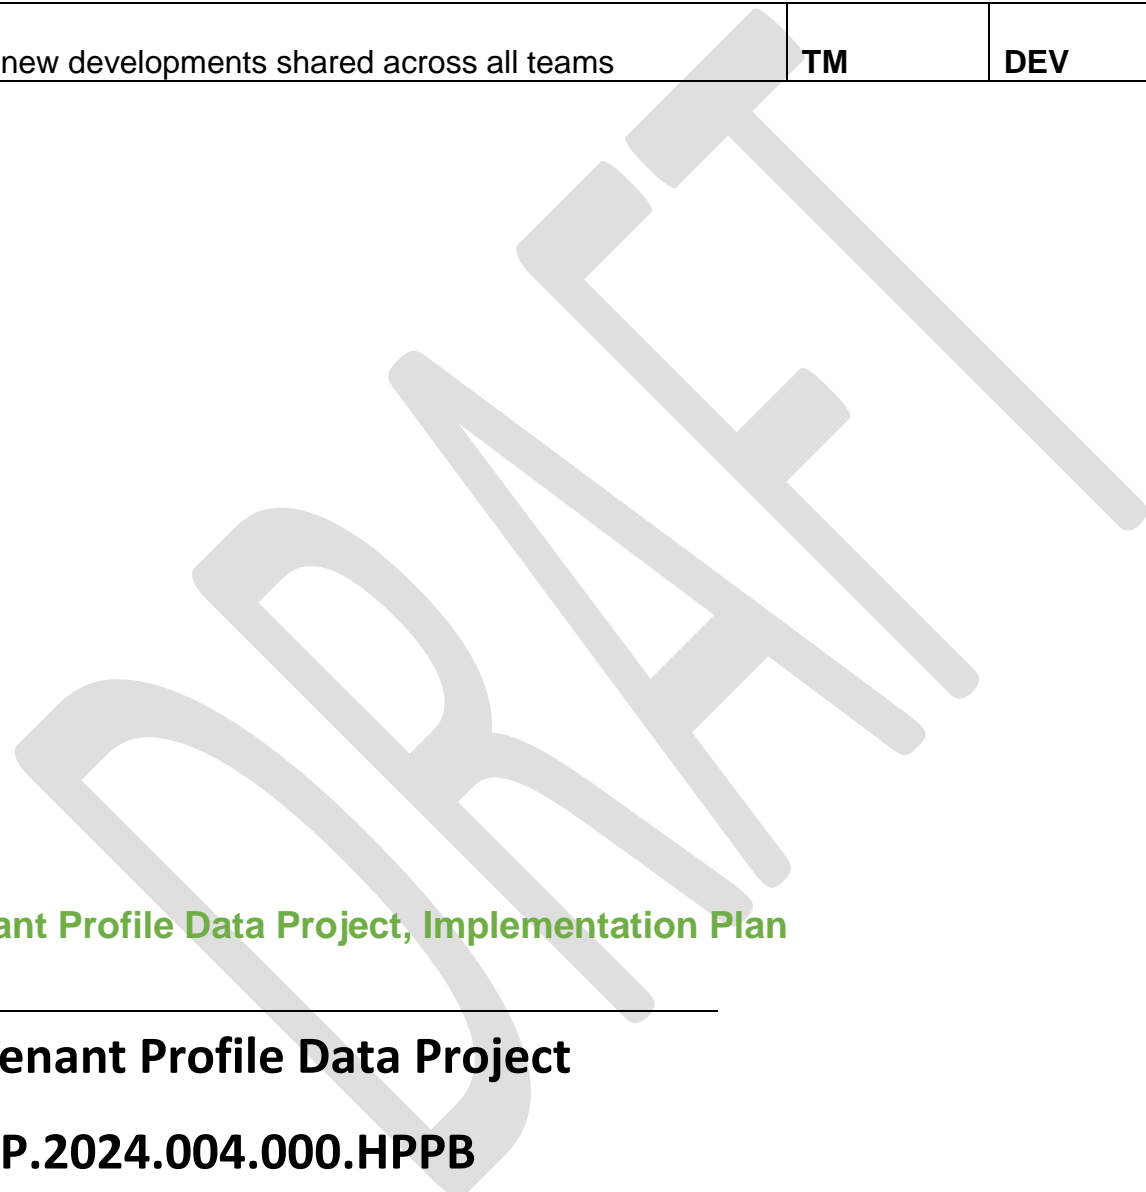 new developments shared across all teams TM DEV
DRAFT
ant Profile Data Project, Implementation Plan
enant Profile Data Project
P.2024.004.000.HPPB